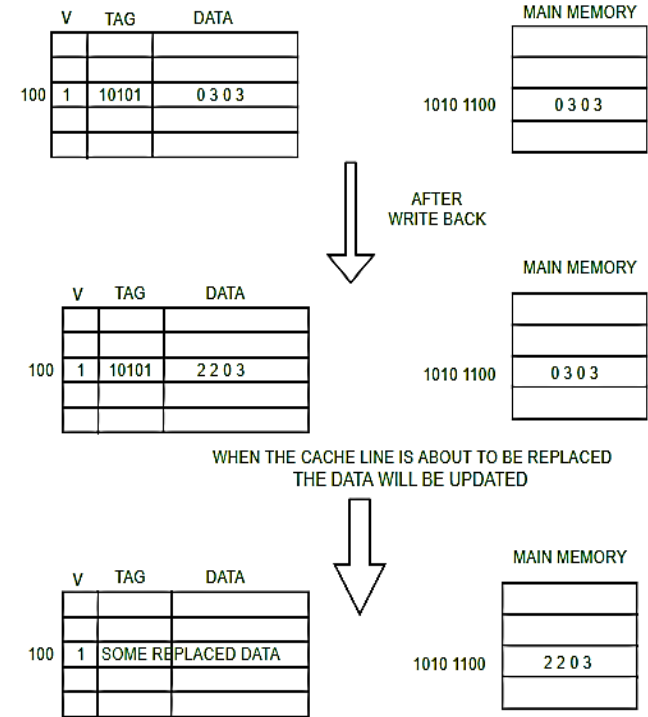 V TAG DATA MAIN MEMORY
100 1 10101 0 3 0 3 1010 1100 0 3 0 3
AFTER
WRITE BACK
V TAG DATA MAIN MEMORY
100 1 10101 2 2 0 3 1010 1100 0 3 0 3
WHEN THE CACHE LINE IS ABOUT TO BE REPLACED
THE DATA WILL BE UPDATED
V TAG DATA MAIN MEMORY
100 1 SOME REPLACED DATA 1010 1100 2 2 0 3